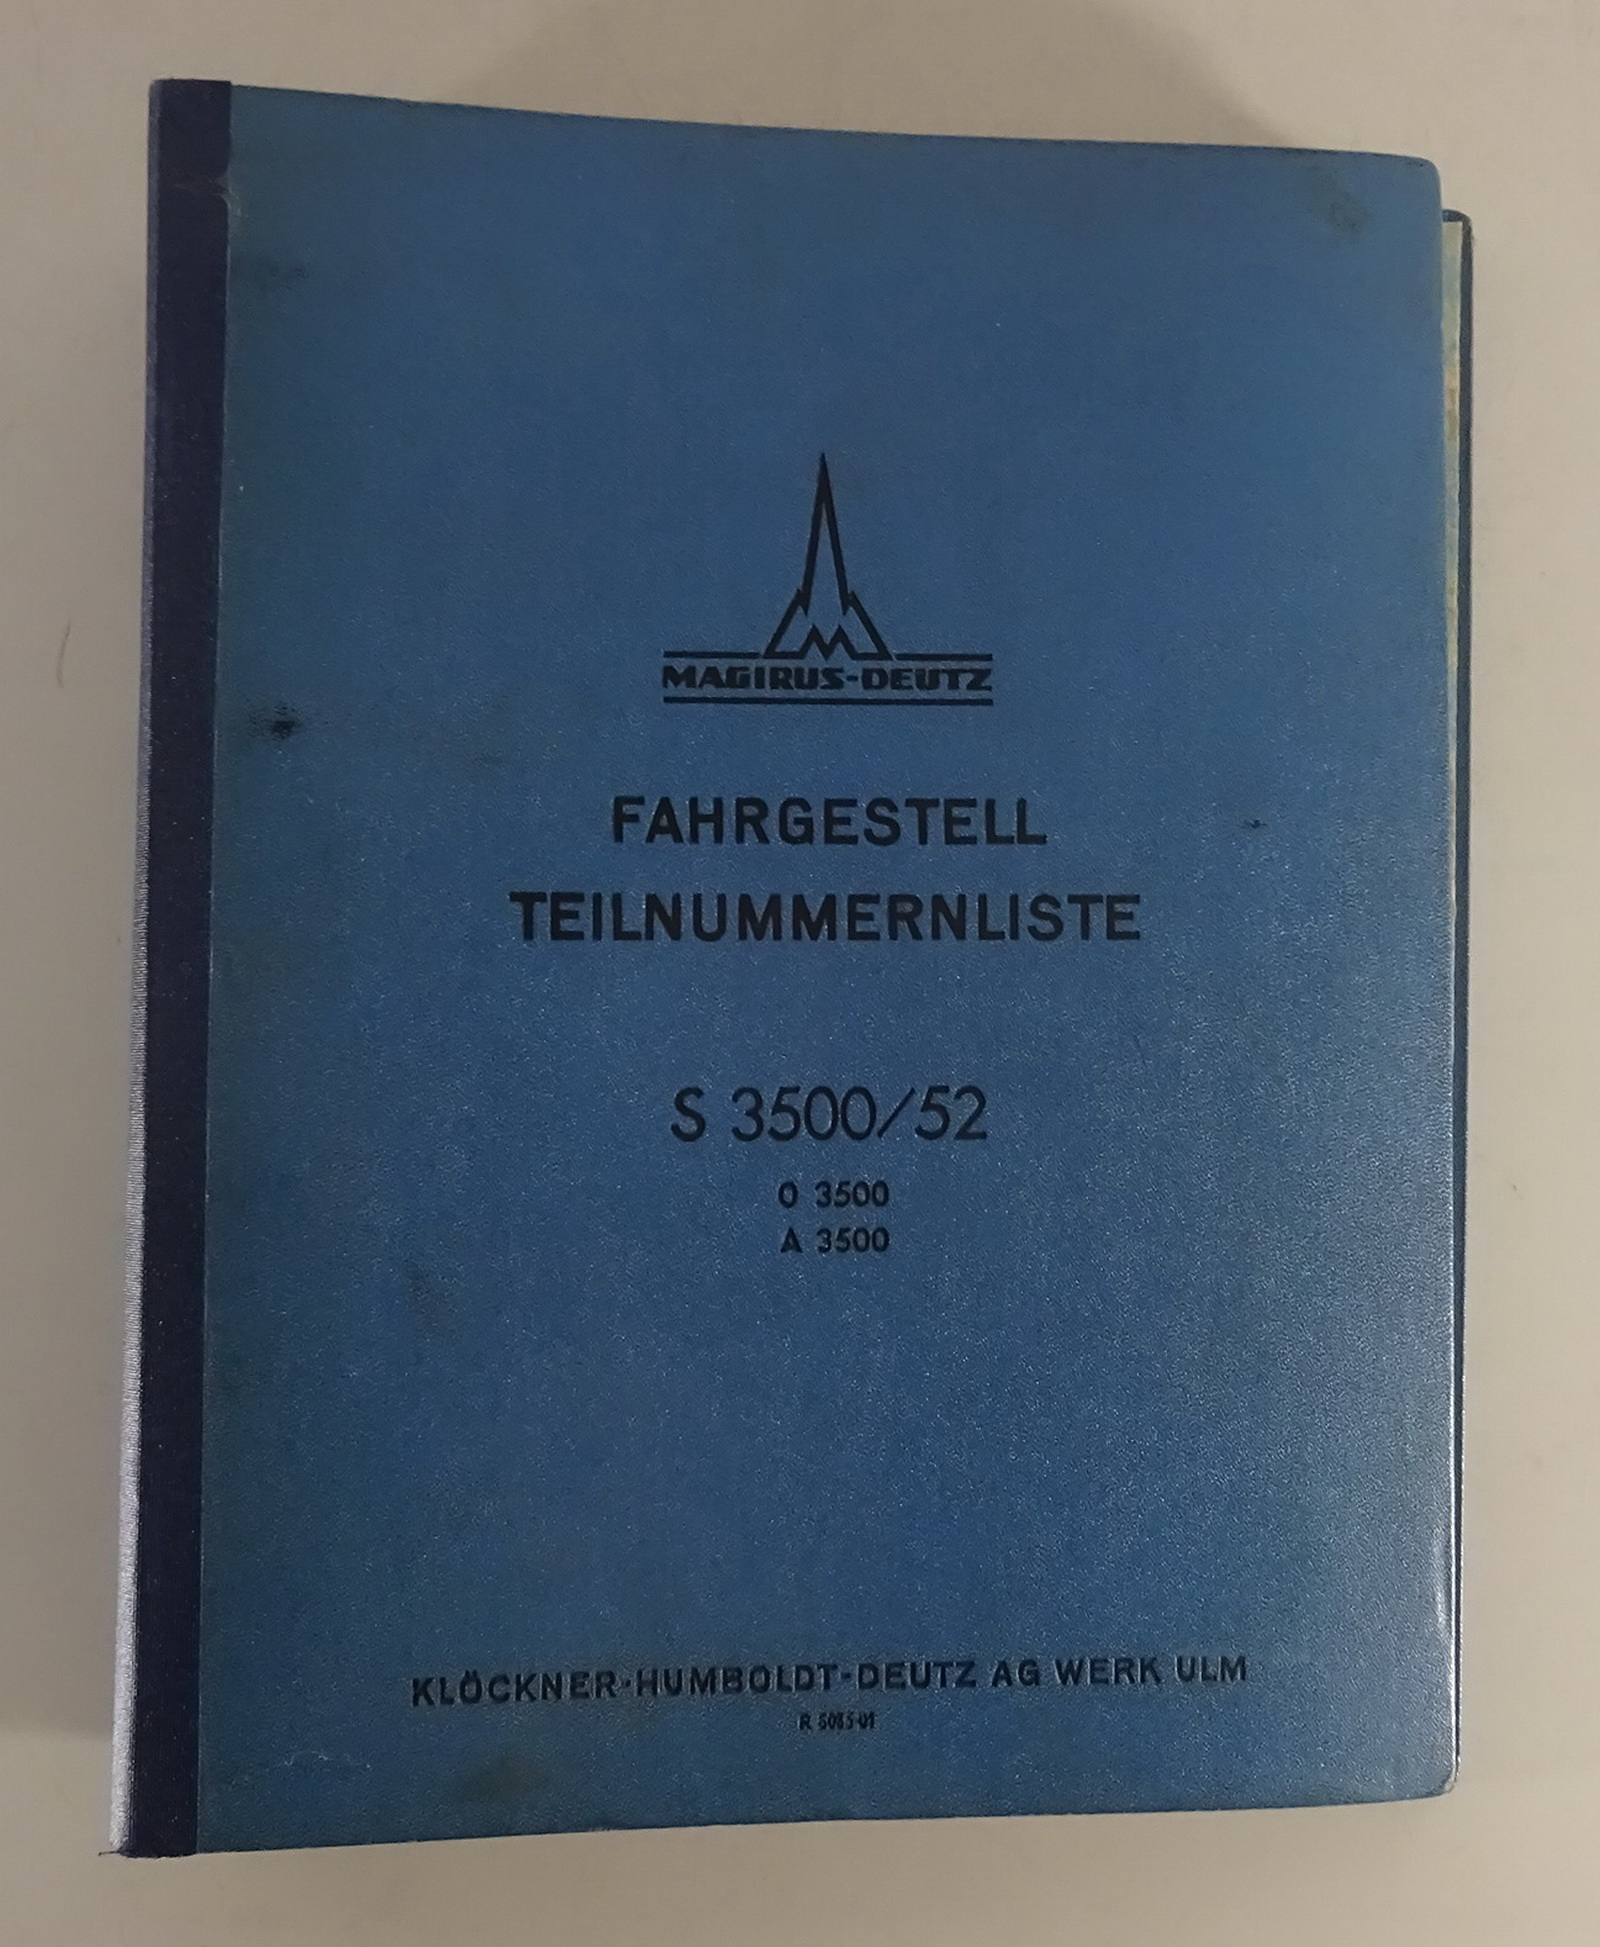 MAGIRUS-DEUTZ
FAHRGESTELL
TEILNUMMERNLISTE
S 3500/52
O 3500
A 3500
KLÖCKNER-HUMBOLDT-DEUTZ AG WERK ULM
R